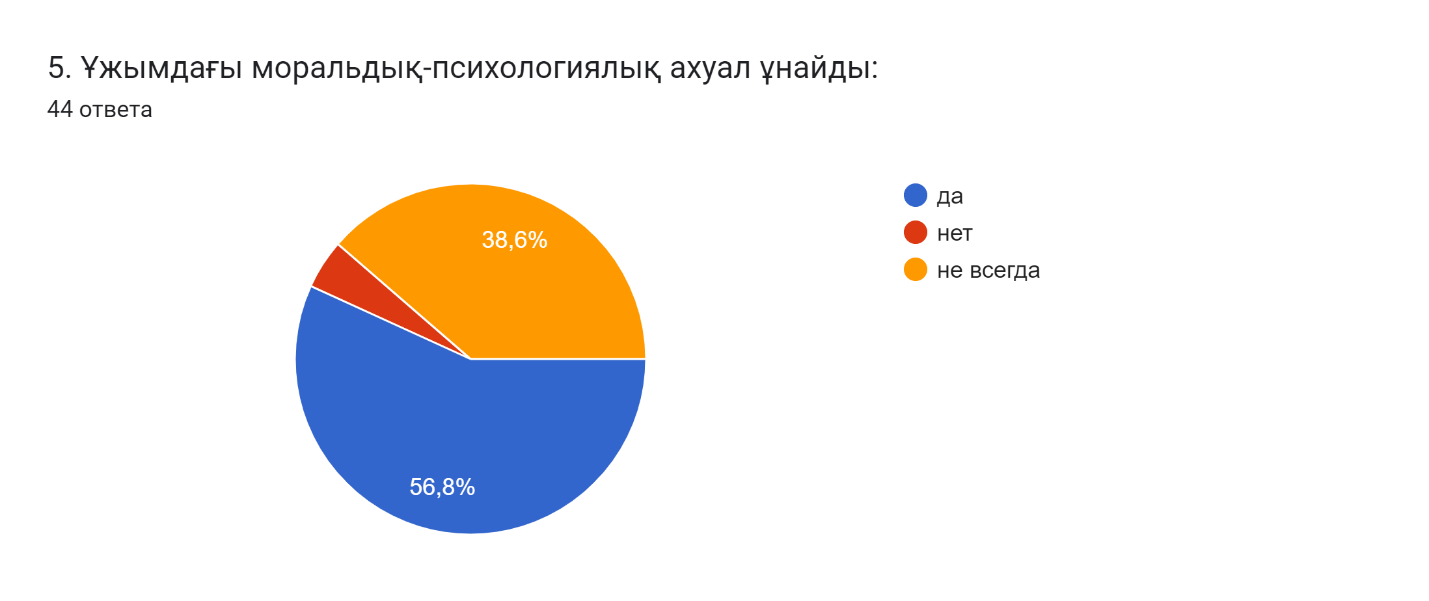 5. Ұжымдағы моральдық-психологиялық ахуал ұнайды:
44 ответа
да
нет
не всегда
38,6%
56,8%